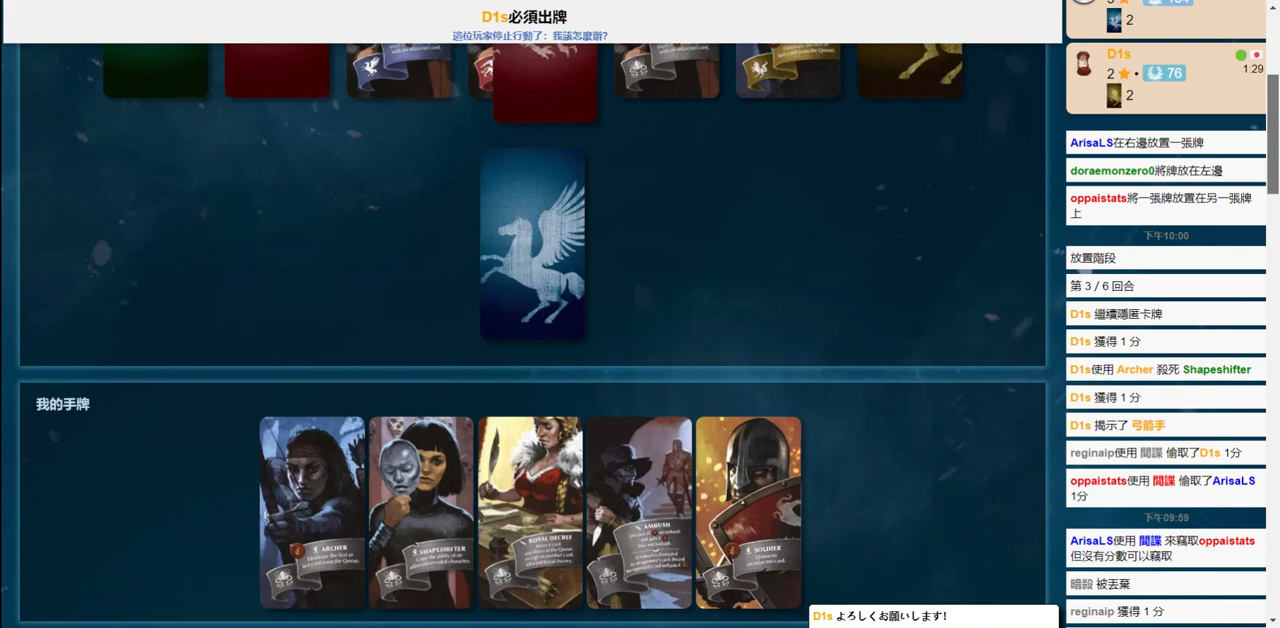 D1s必須出牌
這位玩家停止行動了：我該怎麼辦?
2
D1s
2 • 76
1:29
2
ArisaLS在右邊放置一張牌
doraemonzero0將牌放在左邊
oppaistats將一張牌放置在另一張牌
上
下午10:00
放置階段
第 3 / 6 回合
D1s 繼續隱匿卡牌
D1s 獲得 1 分
D1s使用 Archer 殺死 Shapeshifter
D1s 獲得 1 分
D1s 揭示了 弓箭手
reginaip使用 間諜 偷取了D1s 1分
oppaistats使用 間諜 偷取了ArisaLS
1分
下午09:59
ArisaLS使用 間諜 來竊取oppaistats
但沒有分數可以竊取
暗殺 被丟棄
reginaip 獲得 1 分
我的手牌
ARCHER
SHAPESHIFTER
ROYAL DECREE
AMBUSH
SOLDIER
D1s よろしくお願いします!